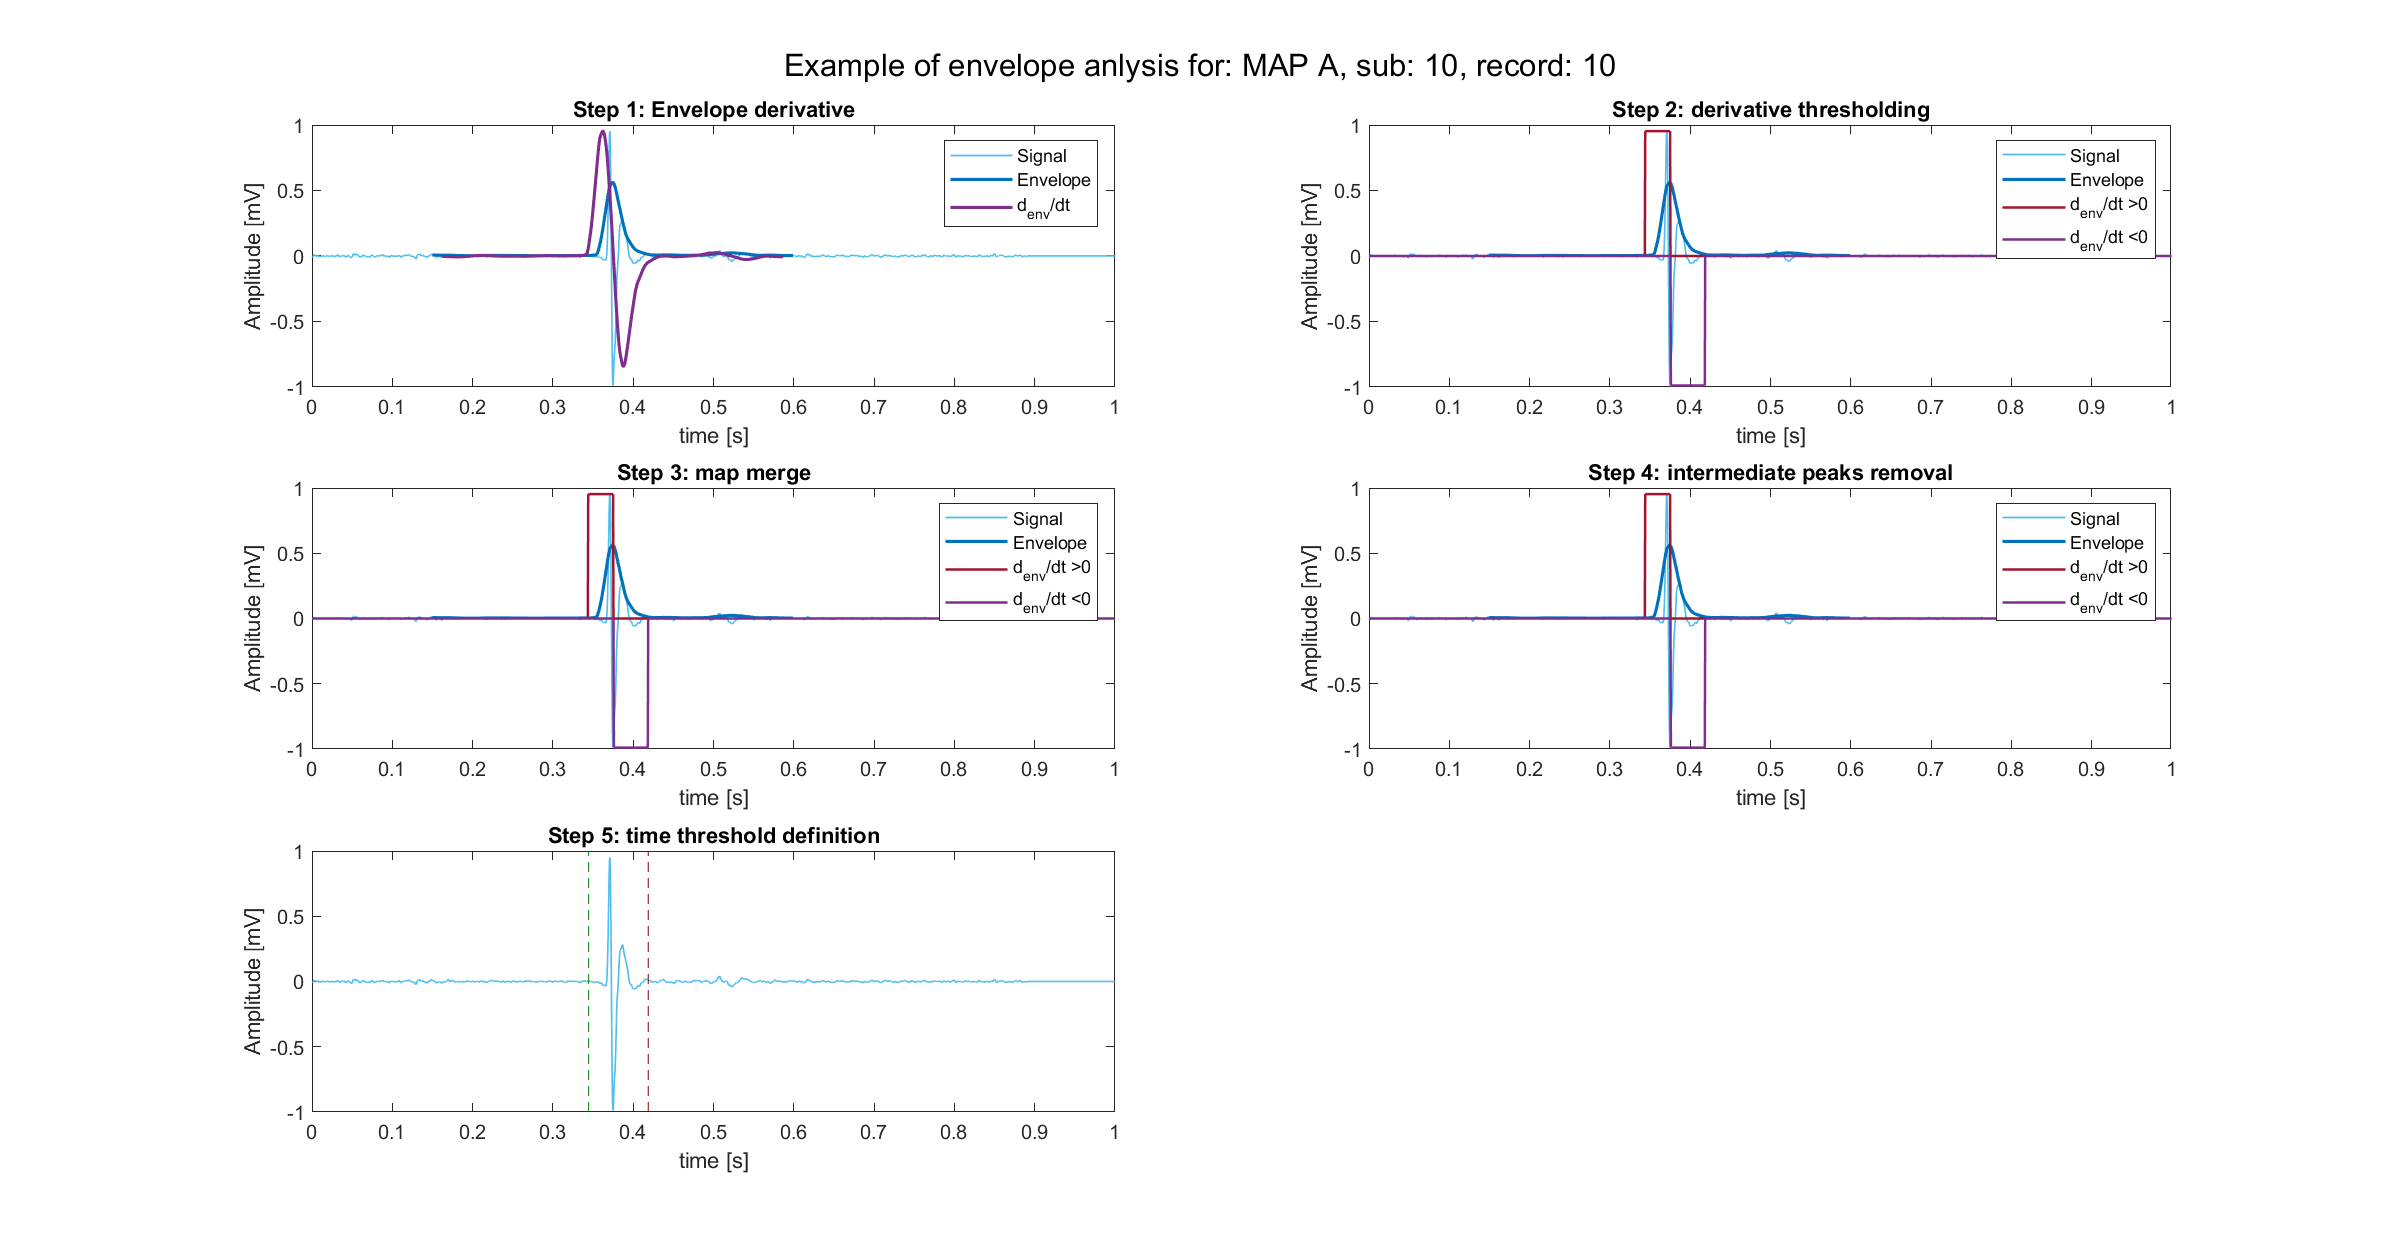 Example of envelope anlysis for: MAP A, sub: 10, record: 10
Step 1: Envelope derivative
Amplitude [mV]
1
0.5
0
-0.5
-1
0 0.1 0.2 0.3 0.4 0.5 0.6 0.7 0.8 0.9 1
time [s]
Signal
Envelope
d_env/dt
Step 2: derivative thresholding
Amplitude [mV]
1
0.5
0
-0.5
-1
0 0.1 0.2 0.3 0.4 0.5 0.6 0.7 0.8 0.9 1
time [s]
Signal
Envelope
d_env/dt >0
d_env/dt <0
Step 3: map merge
Amplitude [mV]
1
0.5
0
-0.5
-1
0 0.1 0.2 0.3 0.4 0.5 0.6 0.7 0.8 0.9 1
time [s]
Signal
Envelope
d_env/dt >0
d_env/dt <0
Step 4: intermediate peaks removal
Amplitude [mV]
1
0.5
0
-0.5
-1
0 0.1 0.2 0.3 0.4 0.5 0.6 0.7 0.8 0.9 1
time [s]
Signal
Envelope
d_env/dt >0
d_env/dt <0
Step 5: time threshold definition
Amplitude [mV]
1
0.5
0
-0.5
-1
0 0.1 0.2 0.3 0.4 0.5 0.6 0.7 0.8 0.9 1
time [s]